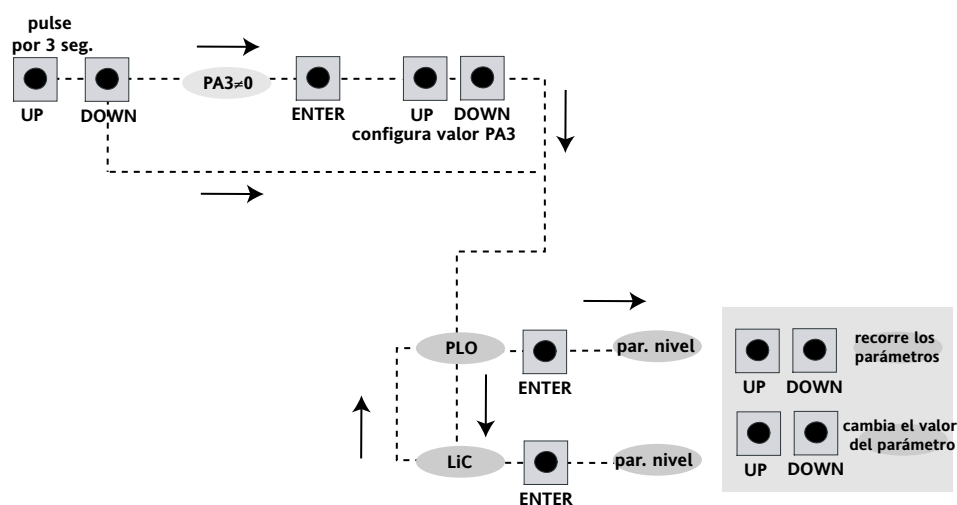 pulse
por 3 seg.
PA3≠0
UP
DOWN
ENTER
UP
DOWN
configura valor PA3
PLO
ENTER
par. nivel
LiC
ENTER
par. nivel
recorre los
parámetros
UP
DOWN
cambia el valor
del parámetro
UP
DOWN